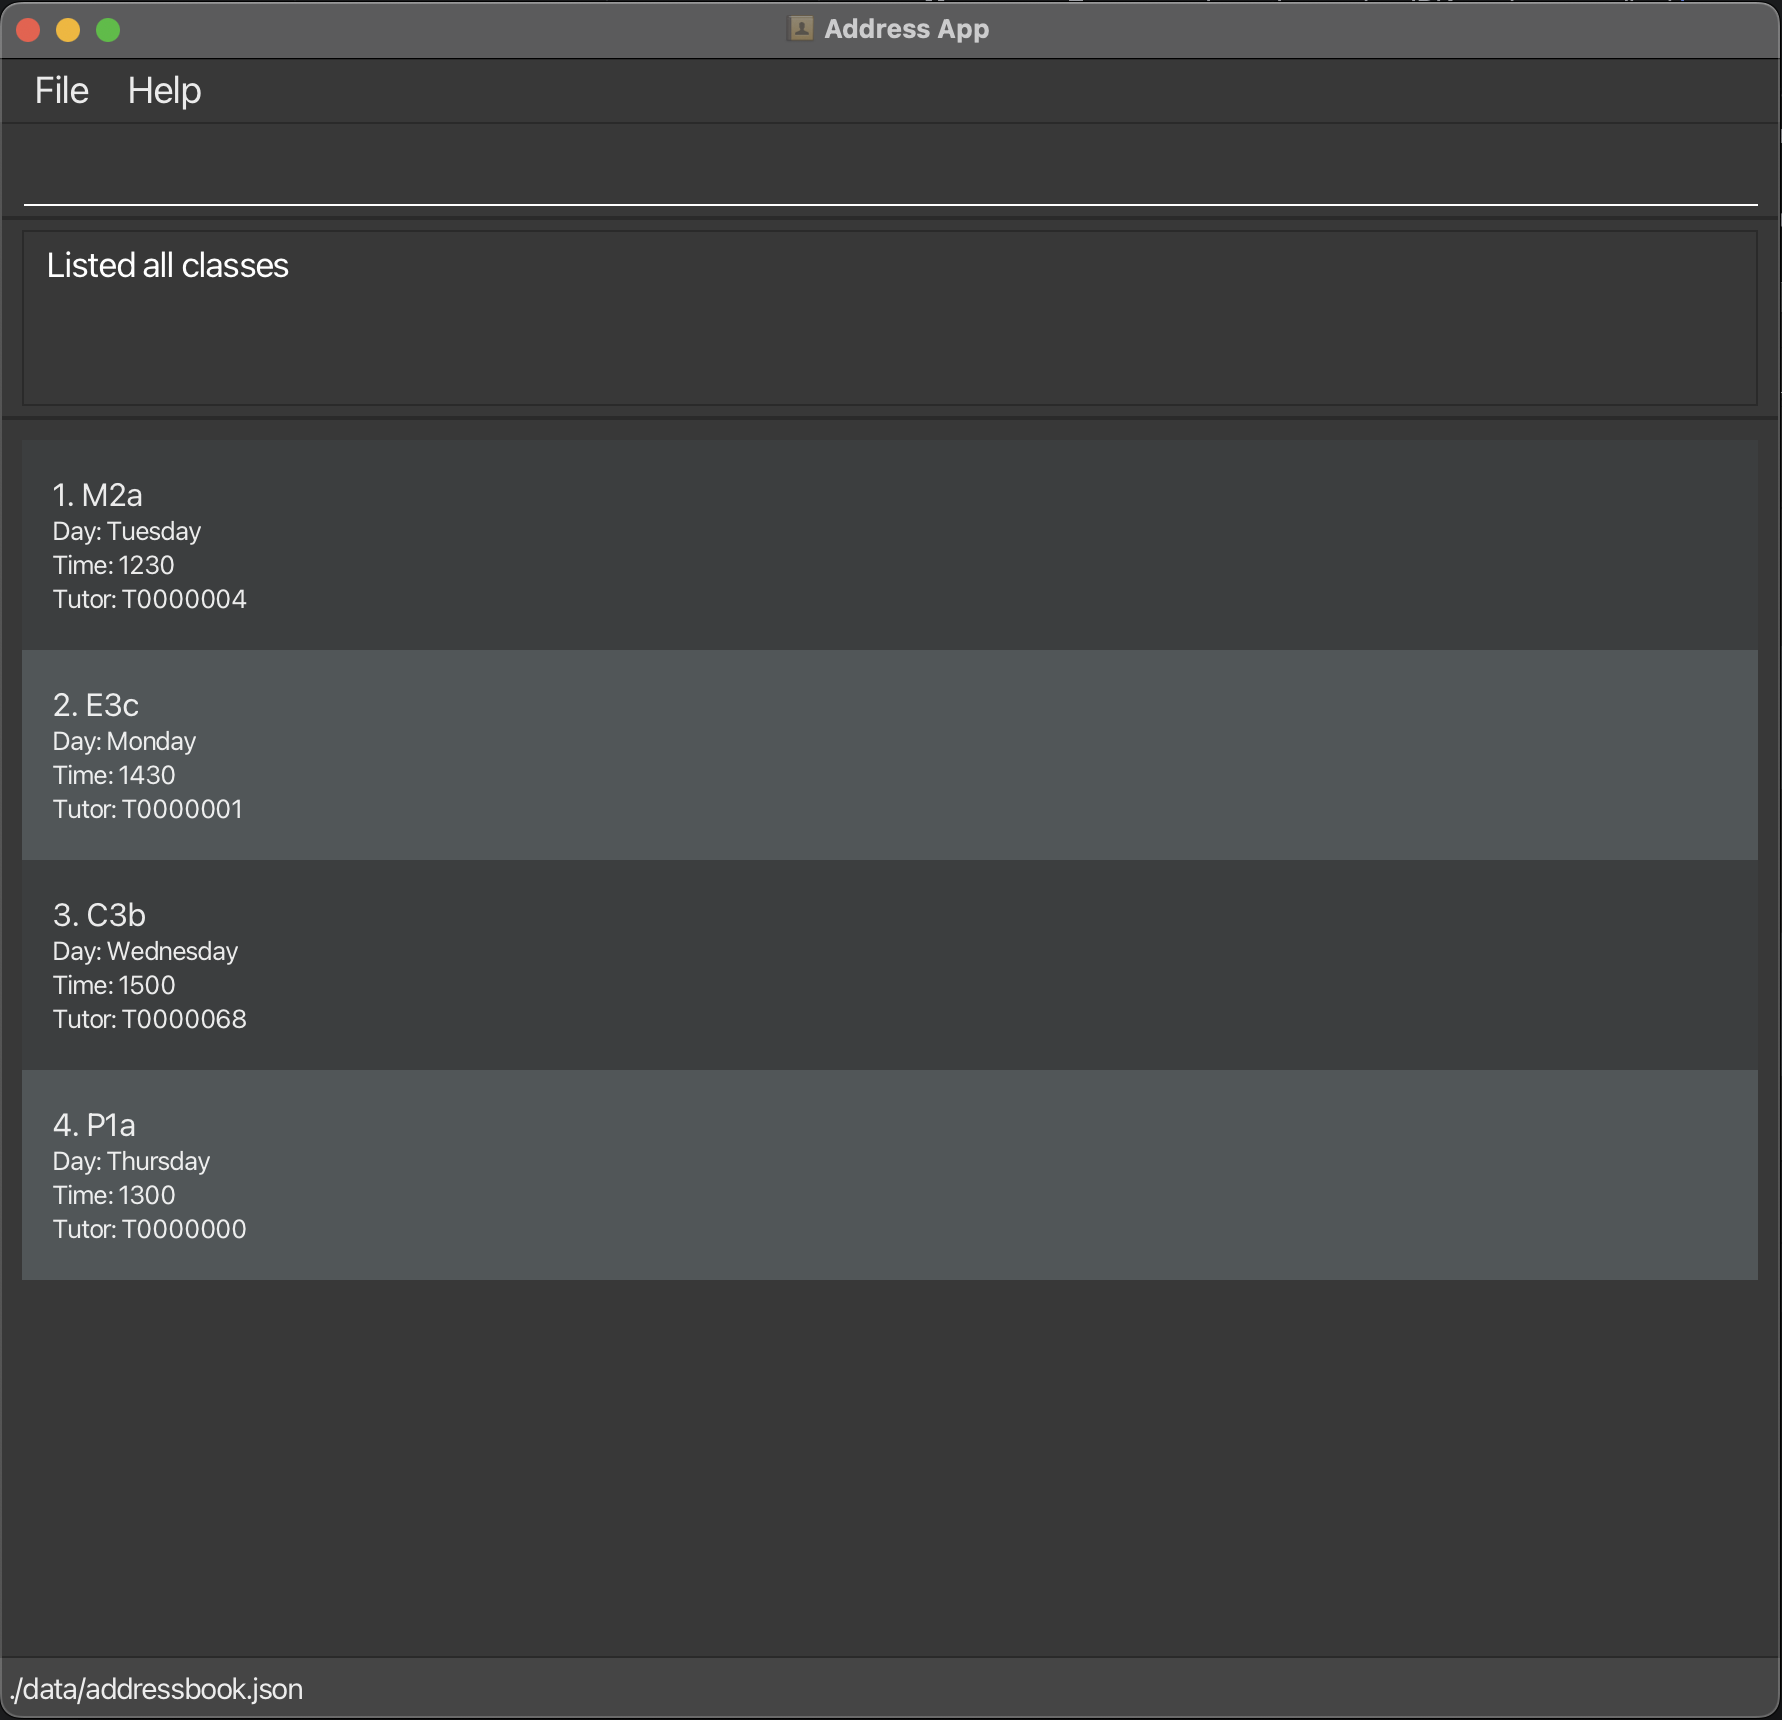 Address App
File Help
Listed all classes
1. M2a
Day: Tuesday
Time: 1230
Tutor: T0000004
2. E3c
Day: Monday
Time: 1430
Tutor: T0000001
3. C3b
Day: Wednesday
Time: 1500
Tutor: T0000068
4. P1a
Day: Thursday
Time: 1300
Tutor: T0000000
./data/addressbook.json